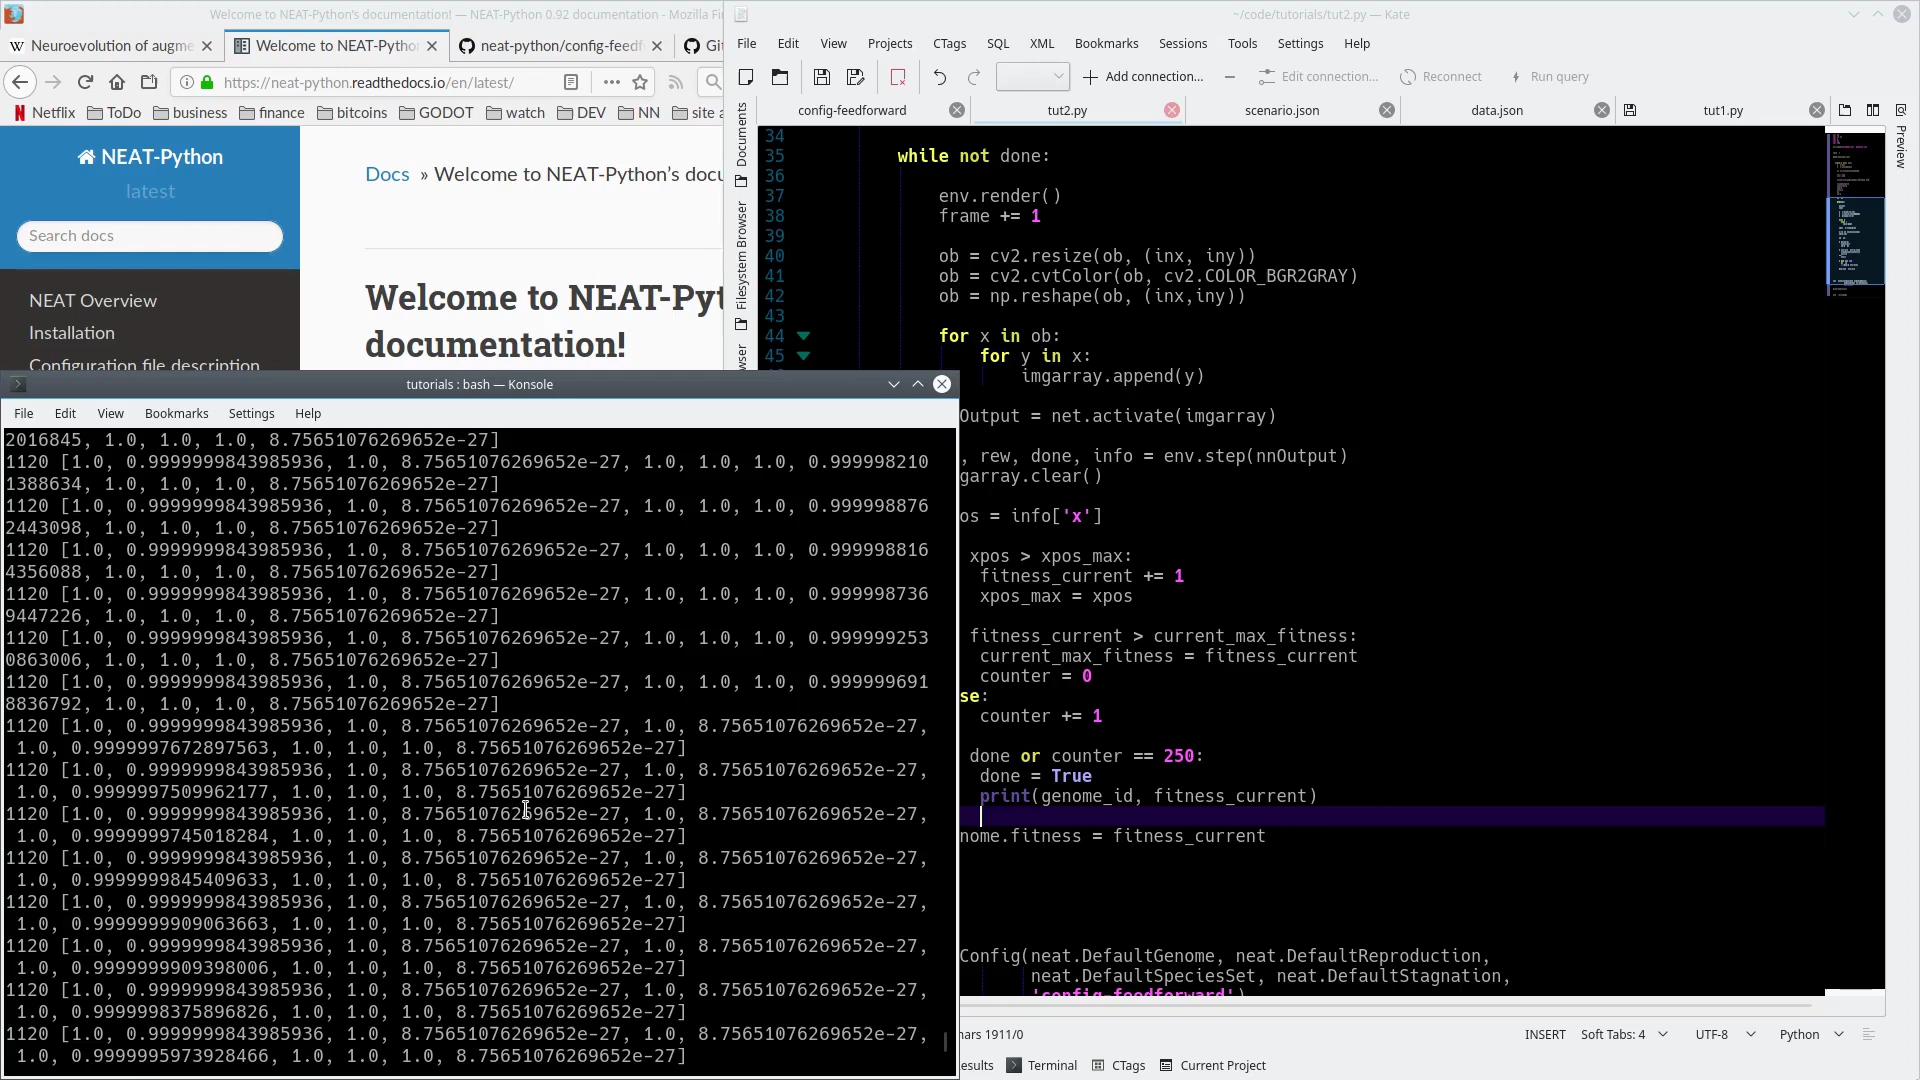 Welcome to NEAT-Python's documentation! — NEAT-Python 0.92 documentation - Mozilla Fi
Neuroevolution of augme
Welcome to NEAT-Pytho
neat-python/config-feedf
Git
https://neat-python.readthedocs.io/en/latest/
Netflix
ToDo
business
finance
bitcoins
GODOT
watch
DEV
NN
site a
NEAT-Python
latest
Search docs
NEAT Overview
Installation
Configuration file description
Docs » Welcome to NEAT-Python's docu
Welcome to NEAT-Pyt
documentation!
~/code/tutorials/tut2.py — Kate
File Edit View Projects CTags SQL XML Bookmarks Sessions Tools Settings Help
Add connection...
Edit connection...
Reconnect
Run query
config-feedforward
tut2.py
scenario.json
data.json
tut1.py
Documents
Filesystem Browser
Preview
34
35 while not done:
36
37 env.render()
38 frame += 1
39
40 ob = cv2.resize(ob, (inx, iny))
41 ob = cv2.cvtColor(ob, cv2.COLOR_BGR2GRAY)
42 ob = np.reshape(ob, (inx,iny))
43
44 for x in ob:
45 for y in x:
imgarray.append(y)
Output = net.activate(imgarray)
, rew, done, info = env.step(nnOutput)
garray.clear()
os = info['x']
xpos > xpos_max:
fitness_current += 1
xpos_max = xpos
fitness_current > current_max_fitness:
current_max_fitness = fitness_current
counter = 0
se:
counter += 1
done or counter == 250:
done = True
print(genome_id, fitness_current)
nome.fitness = fitness_current
Config(neat.DefaultGenome, neat.DefaultReproduction,
neat.DefaultSpeciesSet, neat.DefaultStagnation,
'config-feedforward')
hars 1911/0
INSERT
Soft Tabs: 4
UTF-8
Python
esults
Terminal
CTags
Current Project
tutorials : bash — Konsole
File Edit View Bookmarks Settings Help
2016845, 1.0, 1.0, 1.0, 8.75651076269652e-27]
1120 [1.0, 0.9999999843985936, 1.0, 8.75651076269652e-27, 1.0, 1.0, 1.0, 0.999998210
1388634, 1.0, 1.0, 1.0, 8.75651076269652e-27]
1120 [1.0, 0.9999999843985936, 1.0, 8.75651076269652e-27, 1.0, 1.0, 1.0, 0.999998876
2443098, 1.0, 1.0, 1.0, 8.75651076269652e-27]
1120 [1.0, 0.9999999843985936, 1.0, 8.75651076269652e-27, 1.0, 1.0, 1.0, 0.999998816
4356088, 1.0, 1.0, 1.0, 8.75651076269652e-27]
1120 [1.0, 0.9999999843985936, 1.0, 8.75651076269652e-27, 1.0, 1.0, 1.0, 0.999998736
9447226, 1.0, 1.0, 1.0, 8.75651076269652e-27]
1120 [1.0, 0.9999999843985936, 1.0, 8.75651076269652e-27, 1.0, 1.0, 1.0, 0.999999253
0863006, 1.0, 1.0, 1.0, 8.75651076269652e-27]
1120 [1.0, 0.9999999843985936, 1.0, 8.75651076269652e-27, 1.0, 1.0, 1.0, 0.999999691
8836792, 1.0, 1.0, 1.0, 8.75651076269652e-27]
1120 [1.0, 0.9999999843985936, 1.0, 8.75651076269652e-27, 1.0, 8.75651076269652e-27,
1.0, 0.9999997672897563, 1.0, 1.0, 1.0, 8.75651076269652e-27]
1120 [1.0, 0.9999999843985936, 1.0, 8.75651076269652e-27, 1.0, 8.75651076269652e-27,
1.0, 0.9999997509962177, 1.0, 1.0, 1.0, 8.75651076269652e-27]
1120 [1.0, 0.9999999843985936, 1.0, 8.75651076269652e-27, 1.0, 8.75651076269652e-27,
1.0, 0.9999999745018284, 1.0, 1.0, 1.0, 8.75651076269652e-27]
1120 [1.0, 0.9999999843985936, 1.0, 8.75651076269652e-27, 1.0, 8.75651076269652e-27,
1.0, 0.9999999845409633, 1.0, 1.0, 1.0, 8.75651076269652e-27]
1120 [1.0, 0.9999999843985936, 1.0, 8.75651076269652e-27, 1.0, 8.75651076269652e-27,
1.0, 0.9999999909063663, 1.0, 1.0, 1.0, 8.75651076269652e-27]
1120 [1.0, 0.9999999843985936, 1.0, 8.75651076269652e-27, 1.0, 8.75651076269652e-27,
1.0, 0.9999999909398006, 1.0, 1.0, 1.0, 8.75651076269652e-27]
1120 [1.0, 0.9999999843985936, 1.0, 8.75651076269652e-27, 1.0, 8.75651076269652e-27,
1.0, 0.9999998375896826, 1.0, 1.0, 1.0, 8.75651076269652e-27]
1120 [1.0, 0.9999999843985936, 1.0, 8.75651076269652e-27, 1.0, 8.75651076269652e-27,
1.0, 0.99999995973928466, 1.0, 1.0, 1.0, 8.75651076269652e-27]